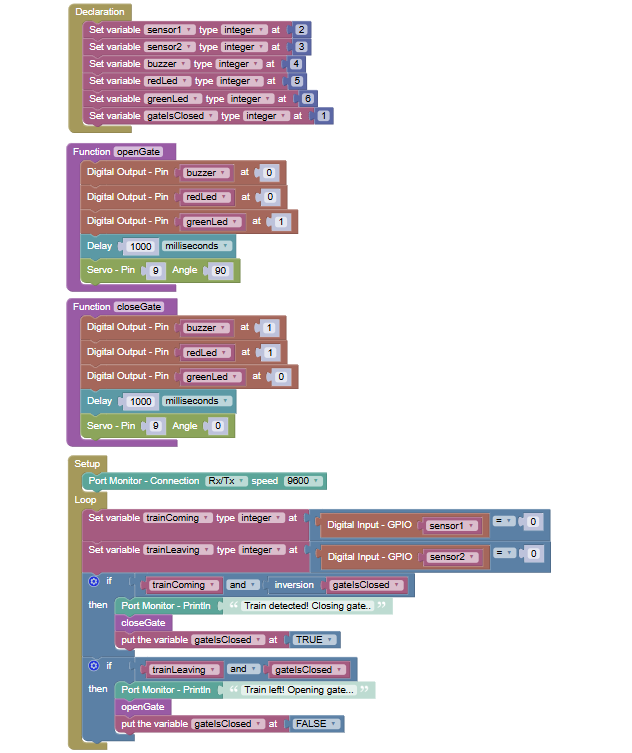 Declaration
Set variable sensor1 type integer at 2
Set variable sensor2 type integer at 3
Set variable buzzer type integer at 4
Set variable redLed type integer at 5
Set variable greenLed type integer at 6
Set variable gateIsClosed type integer at 1
Function openGate
Digital Output - Pin buzzer at 0
Digital Output - Pin redLed at 0
Digital Output - Pin greenLed at 1
Delay 1000 milliseconds
Servo - Pin 9 Angle 90
Function closeGate
Digital Output - Pin buzzer at 1
Digital Output - Pin redLed at 1
Digital Output - Pin greenLed at 0
Delay 1000 milliseconds
Servo - Pin 9 Angle 0
Setup
Port Monitor - Connection Rx/Tx speed 9600
Loop
Set variable trainComing type integer at Digital Input - GPIO sensor1 = 0
Set variable trainLeaving type integer at Digital Input - GPIO sensor2 = 0
if trainComing and inversion gateIsClosed
then Port Monitor - Println “ Train detected! Closing gate.. ”
closeGate
put the variable gateIsClosed at TRUE
if trainLeaving and gateIsClosed
then Port Monitor - Println “ Train left! Opening gate... ”
openGate
put the variable gateIsClosed at FALSE